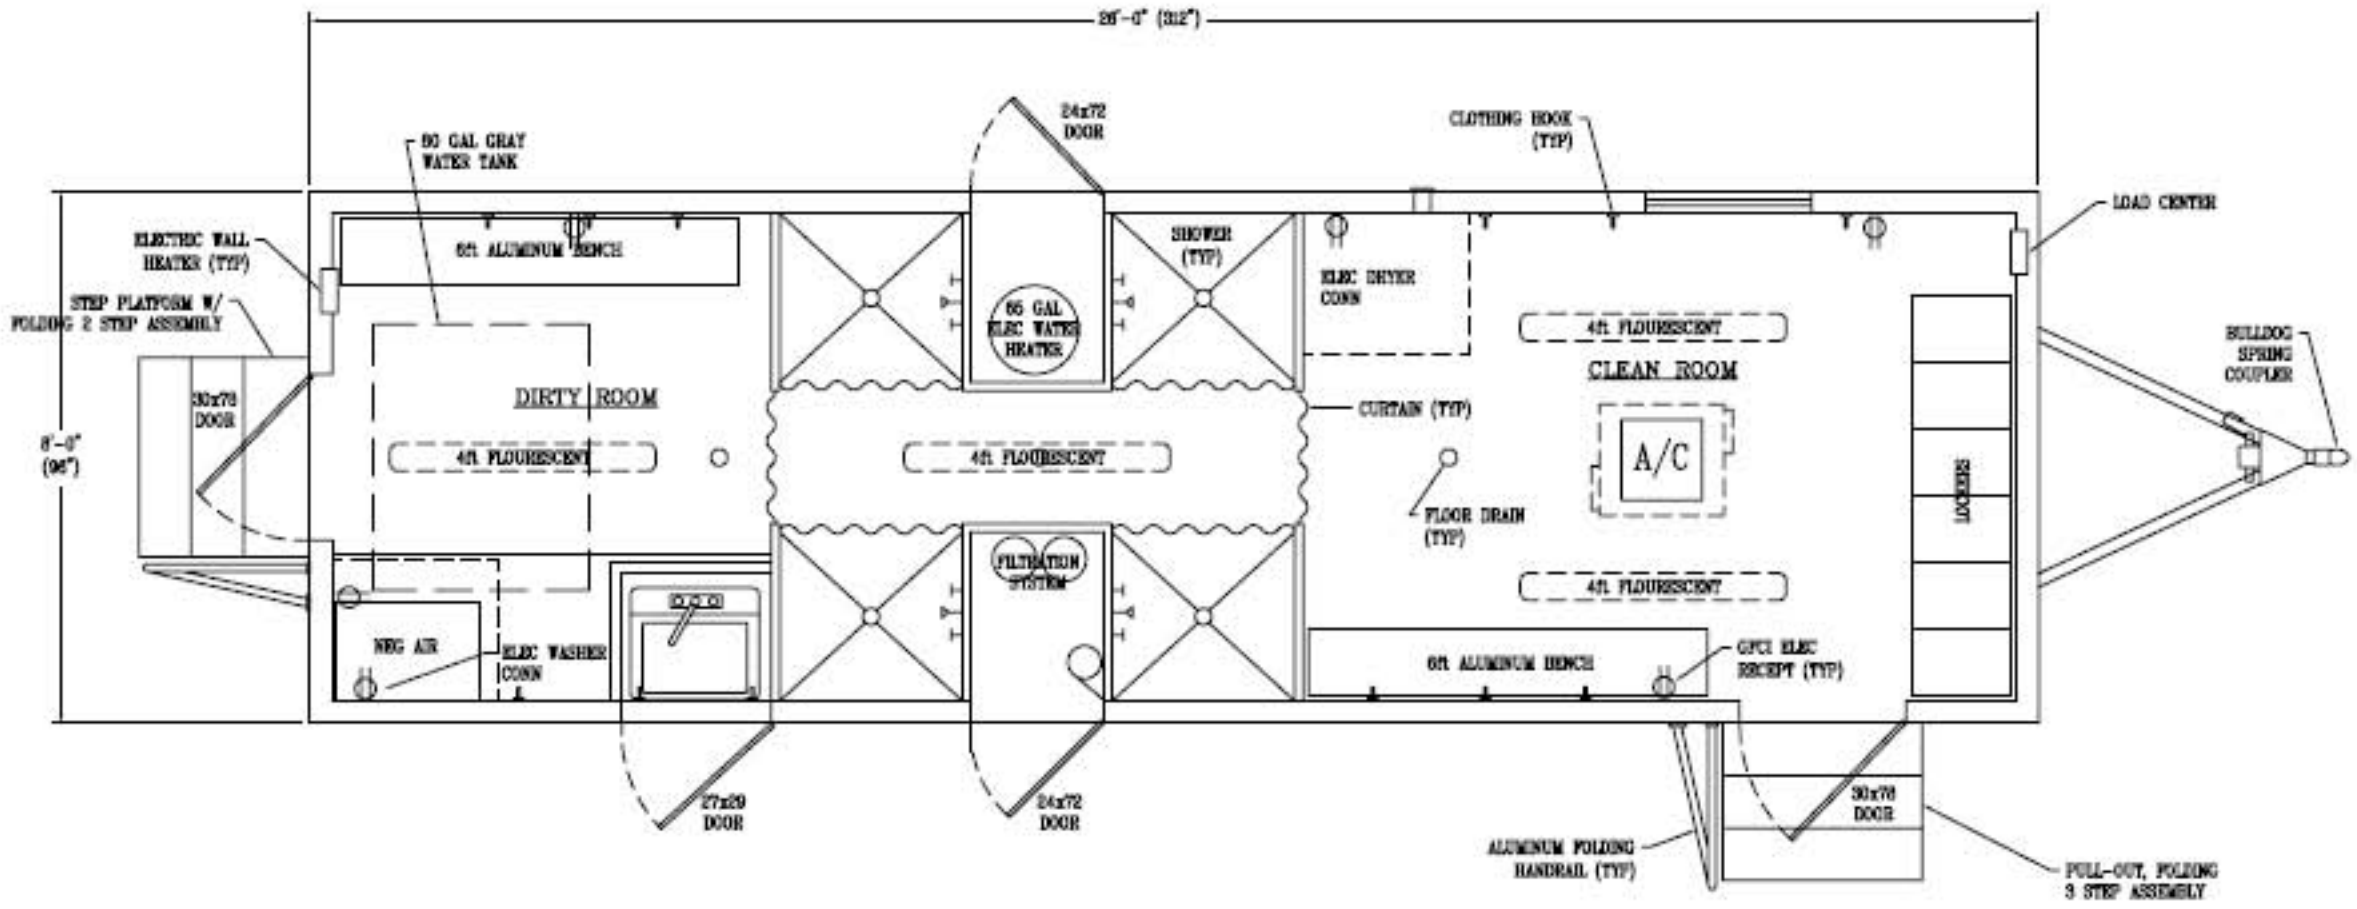 26'-0" (312")
24x72
DOOR
CLOTHING HOOK
(TYP)
80 GAL GRAY
WATER TANK
LOAD CENTER
ELECTRIC WALL
HEATER (TYP)
6ft ALUMINUM BENCH
SHOWER
(TYP)
ELEC DRYER
CONN
STEP PLATFORM W/
FOLDING 2 STEP ASSEMBLY
65 GAL
ELEC WATER
HEATER
4ft FLOURESCENT
BULLDOG
SPRING
COUPLER
CLEAN ROOM
30x78
DOOR
DIRTY ROOM
CURTAIN (TYP)
8'-0"
(96")
4ft FLOURESCENT
4ft FLOURESCENT
A/C
LOCKERS
FLOOR DRAIN
(TYP)
FILTRATION
SYSTEM
4ft FLOURESCENT
NEG AIR
ELEC WASHER
CONN
6ft ALUMINUM BENCH
GFCI ELEC
RECEPT (TYP)
27x29
DOOR
24x72
DOOR
30x78
DOOR
ALUMINUM FOLDING
HANDRAIL (TYP)
PULL-OUT, FOLDING
3 STEP ASSEMBLY